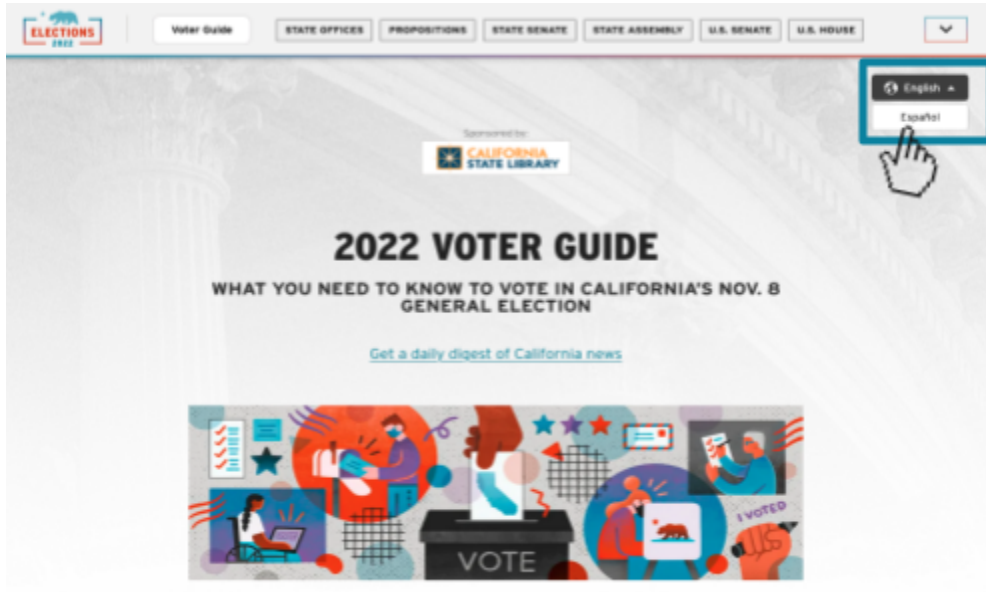 ELECTIONS
2022
Voter Guide
STATE OFFICES
PROPOSITIONS
STATE SENATE
STATE ASSEMBLY
U.S. SENATE
U.S. HOUSE
English
Español
Sponsored by:
CALIFORNIA
STATE LIBRARY
2022 VOTER GUIDE
WHAT YOU NEED TO KNOW TO VOTE IN CALIFORNIA'S NOV. 8
GENERAL ELECTION
Get a daily digest of California news
I VOTED
VOTE